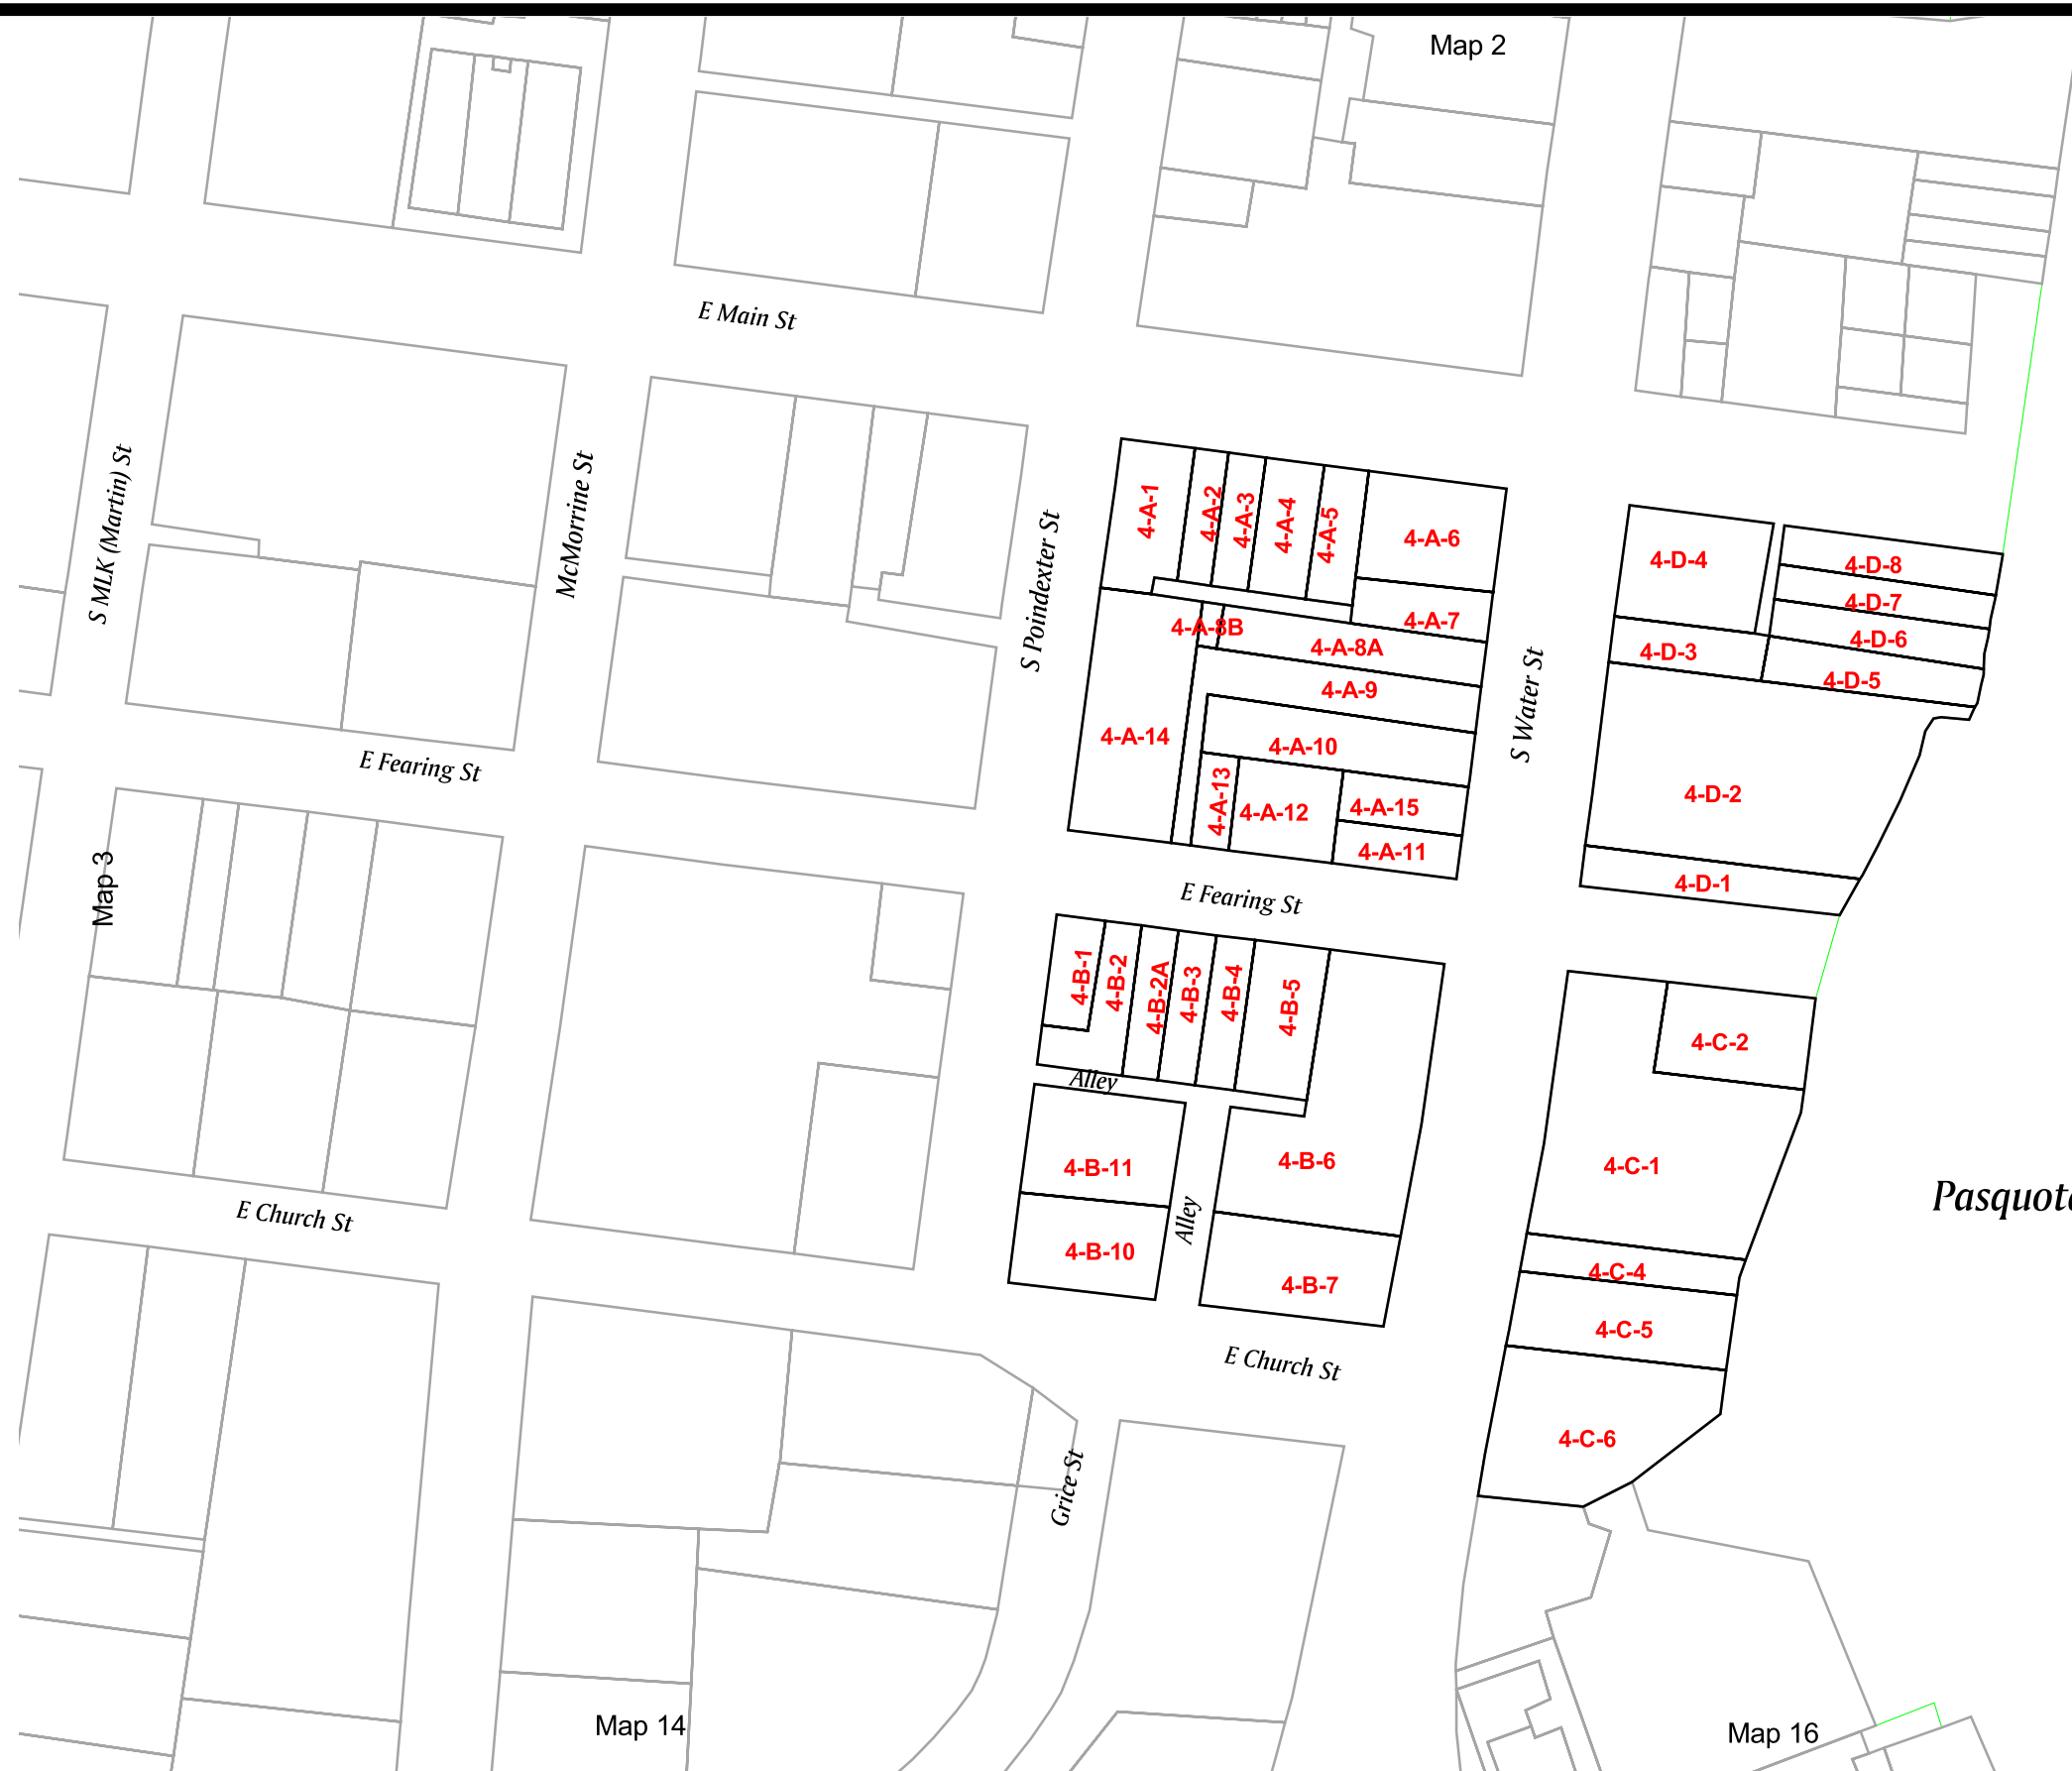 Map 2
E Main St
S MLK (Martin) St
McMorrine St
S Poindexter St
4-A-1
4-A-2
4-A-3
4-A-4
4-A-5
4-A-6
4-A-7
4-A-8B
4-A-8A
4-A-9
4-A-10
4-A-14
4-A-13
4-A-12
4-A-15
4-A-11
S Water St
4-D-4
4-D-8
4-D-7
4-D-6
4-D-3
4-D-5
4-D-2
4-D-1
E Fearing St
Map 3
E Fearing St
4-B-1
4-B-2
4-B-2A
4-B-3
4-B-4
4-B-5
Alley
4-B-11
4-B-6
4-B-10
Alley
4-B-7
4-C-2
4-C-1
4-C-4
4-C-5
4-C-6
E Church St
E Church St
Grice St
Map 14
Map 16